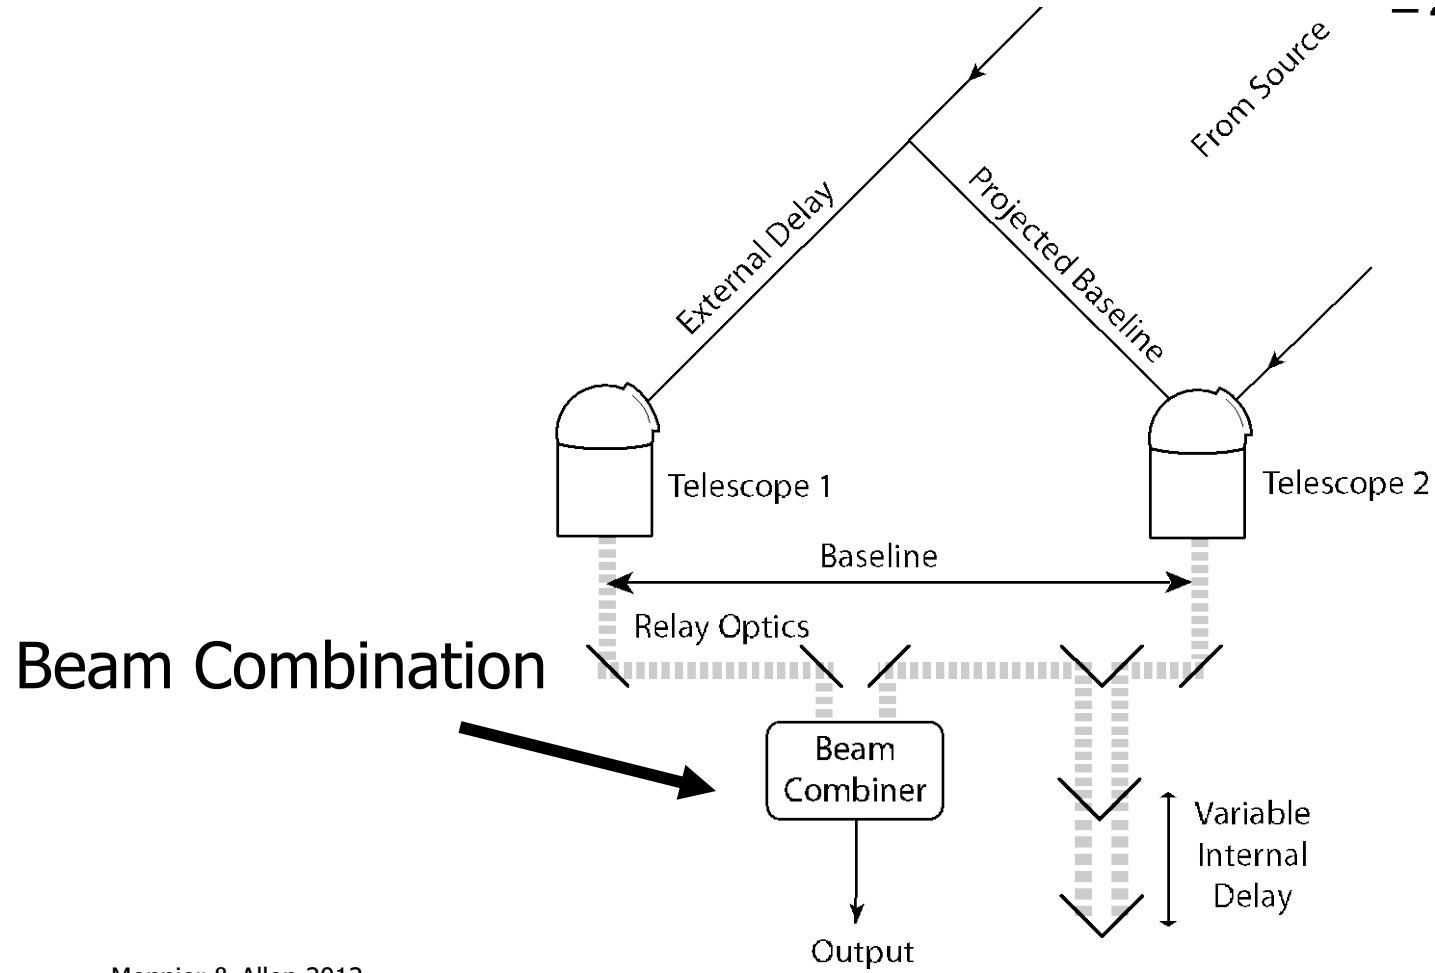 From Source
External Delay
Projected Baseline
Telescope 1
Telescope 2
Baseline
Relay Optics
Beam Combination
Beam
Combiner
Variable
Internal
Delay
Output